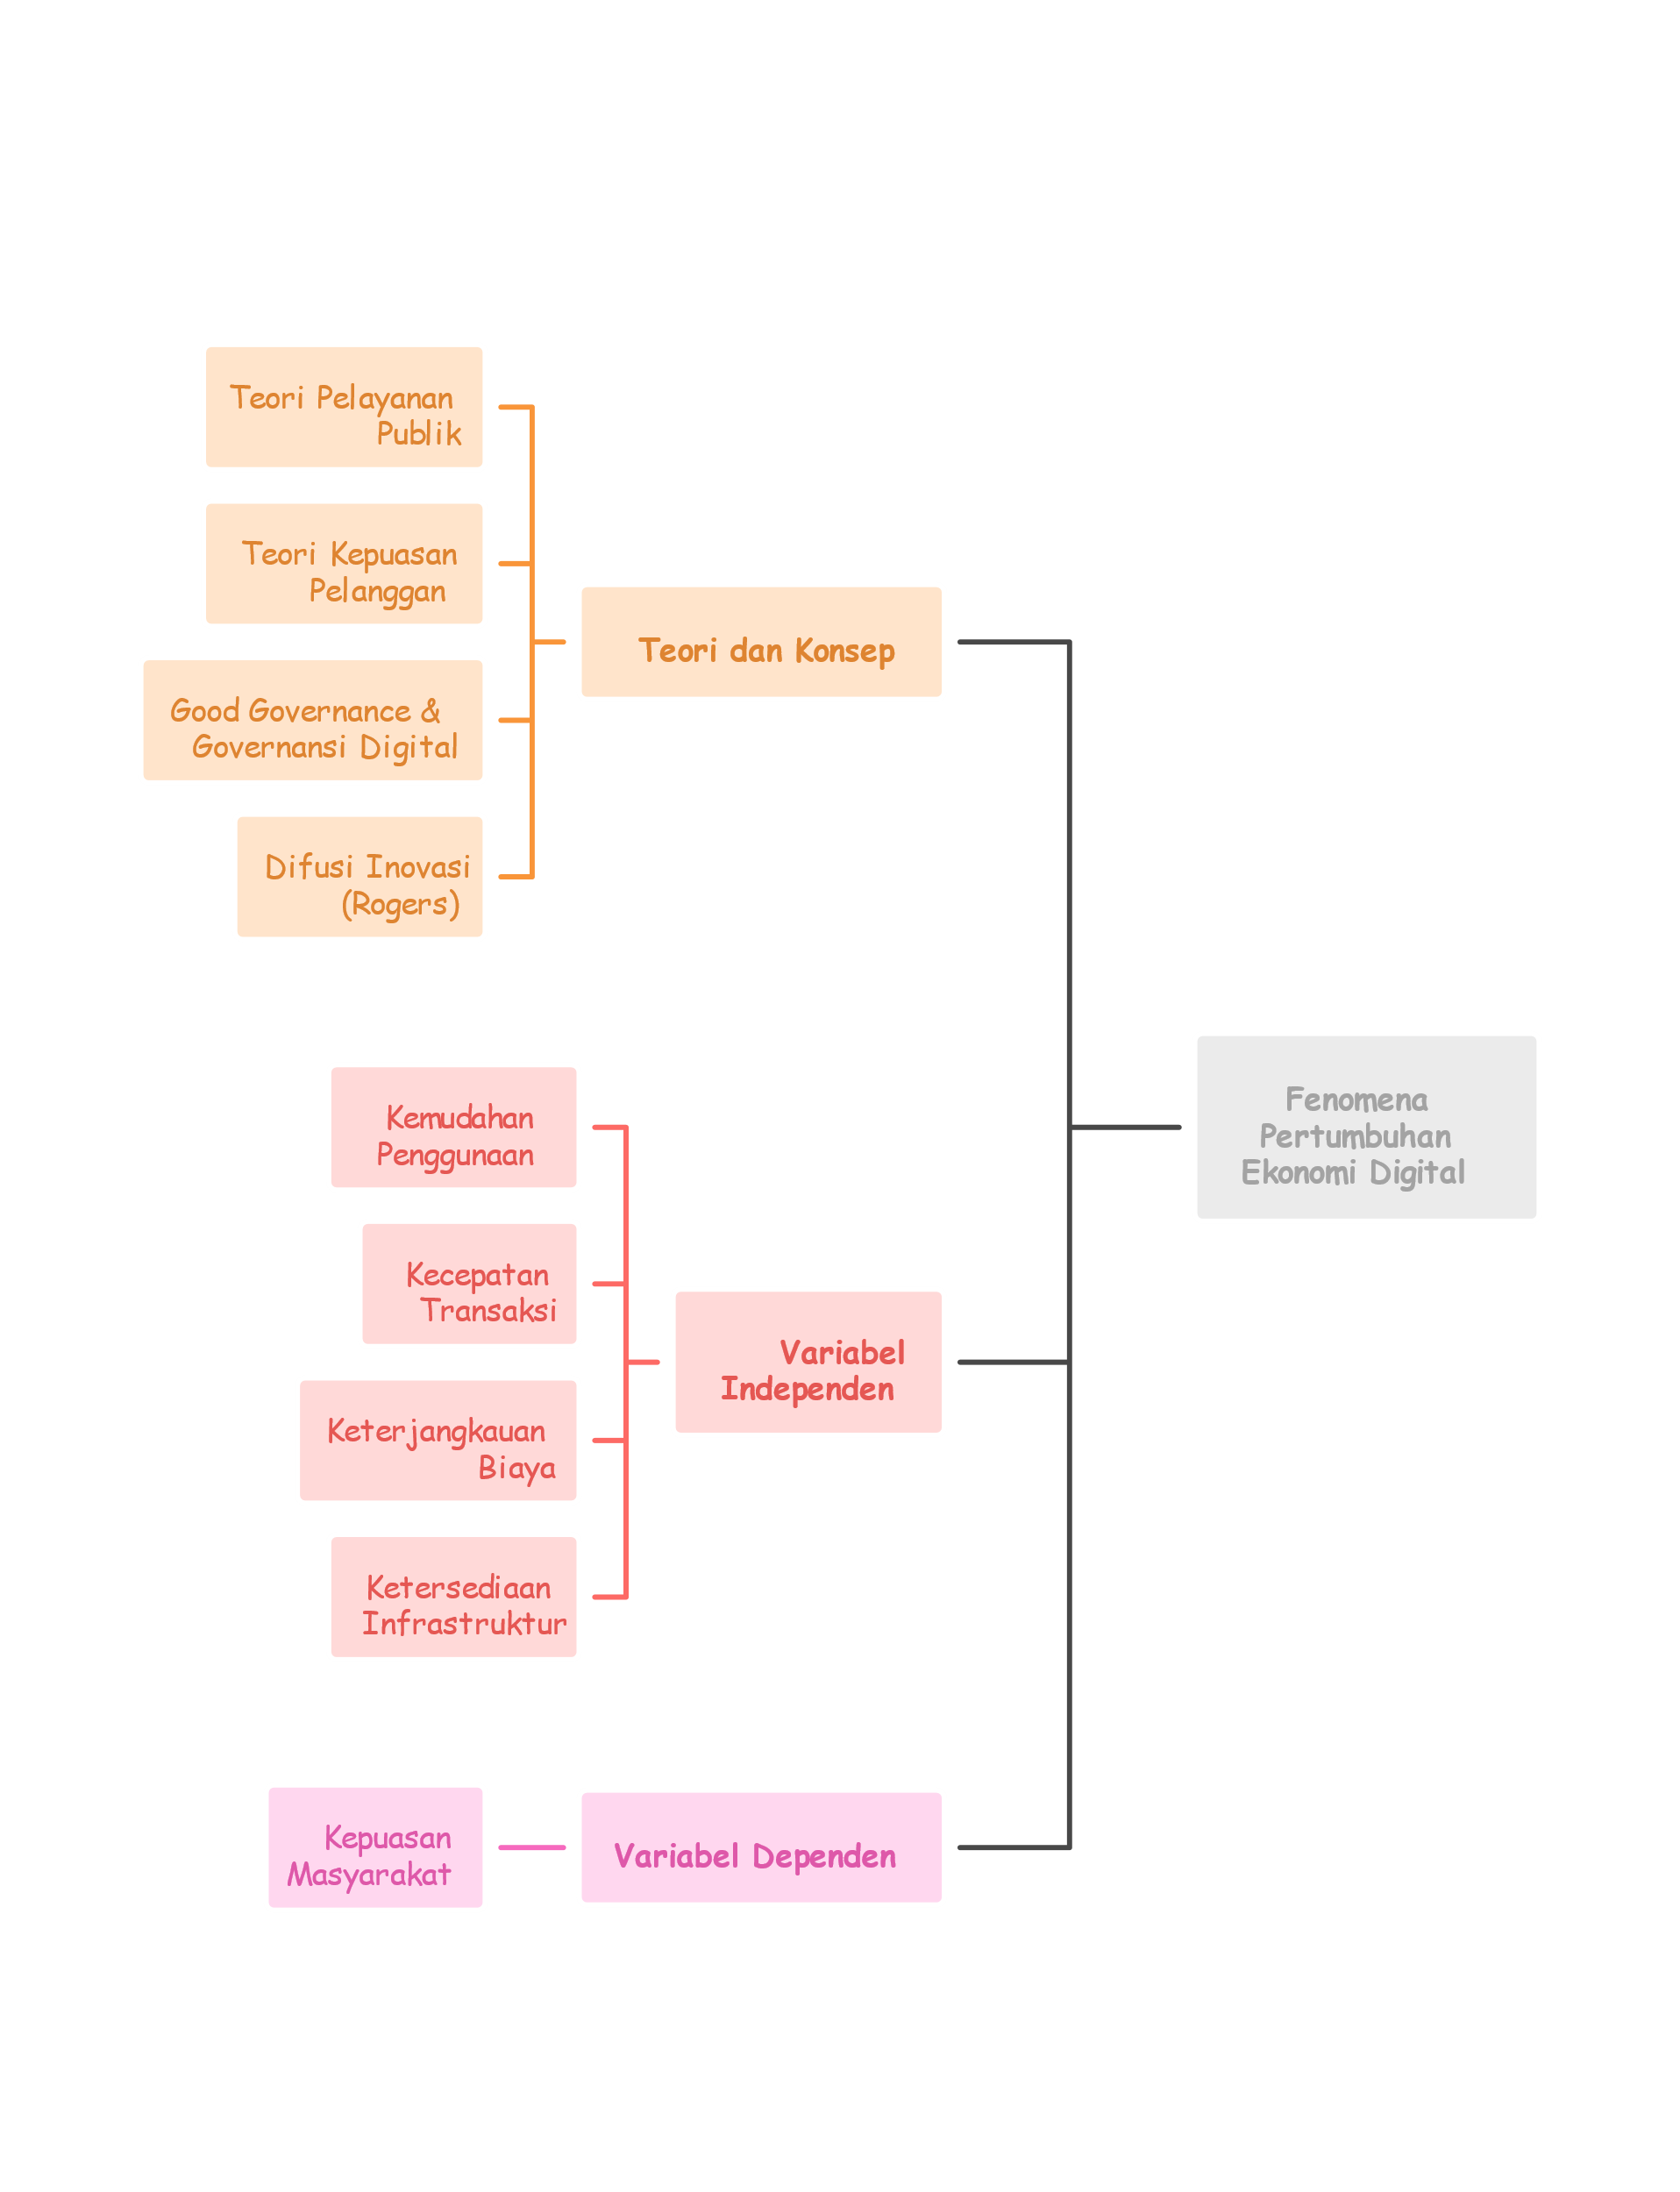 Teori Pelayanan
Publik
Teori Kepuasan
Pelanggan
Good Governance &
Governansi Digital
Difusi Inovasi
(Rogers)
Teori dan Konsep
Kemudahan
Penggunaan
Kecepatan
Transaksi
Keterjangkauan
Biaya
Ketersediaan
Infrastruktur
Variabel
Independen
Kepuasan
Masyarakat
Variabel Dependen
Fenomena
Pertumbuhan
Ekonomi Digital